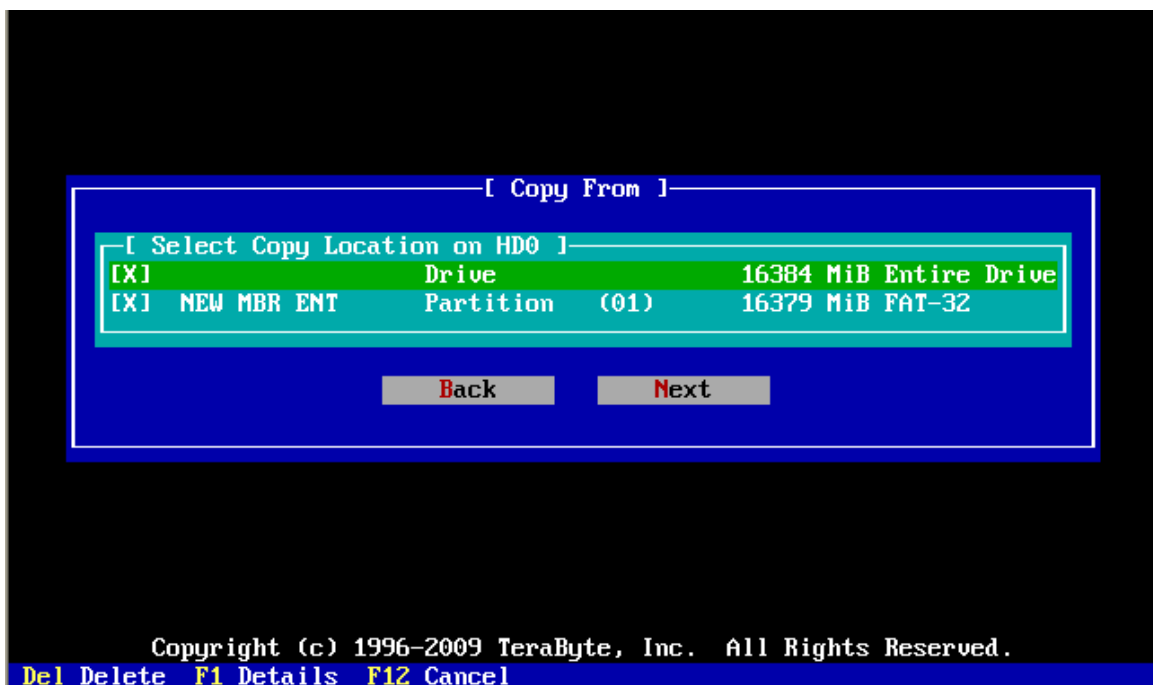 [ Copy From ]
[ Select Copy Location on HD0 ]
[X] Drive 16384 MiB Entire Drive
[X] NEW MBR ENT Partition (01) 16379 MiB FAT-32
Back Next
Copyright (c) 1996-2009 TeraByte, Inc. All Rights Reserved.
Del Delete F1 Details F12 Cancel